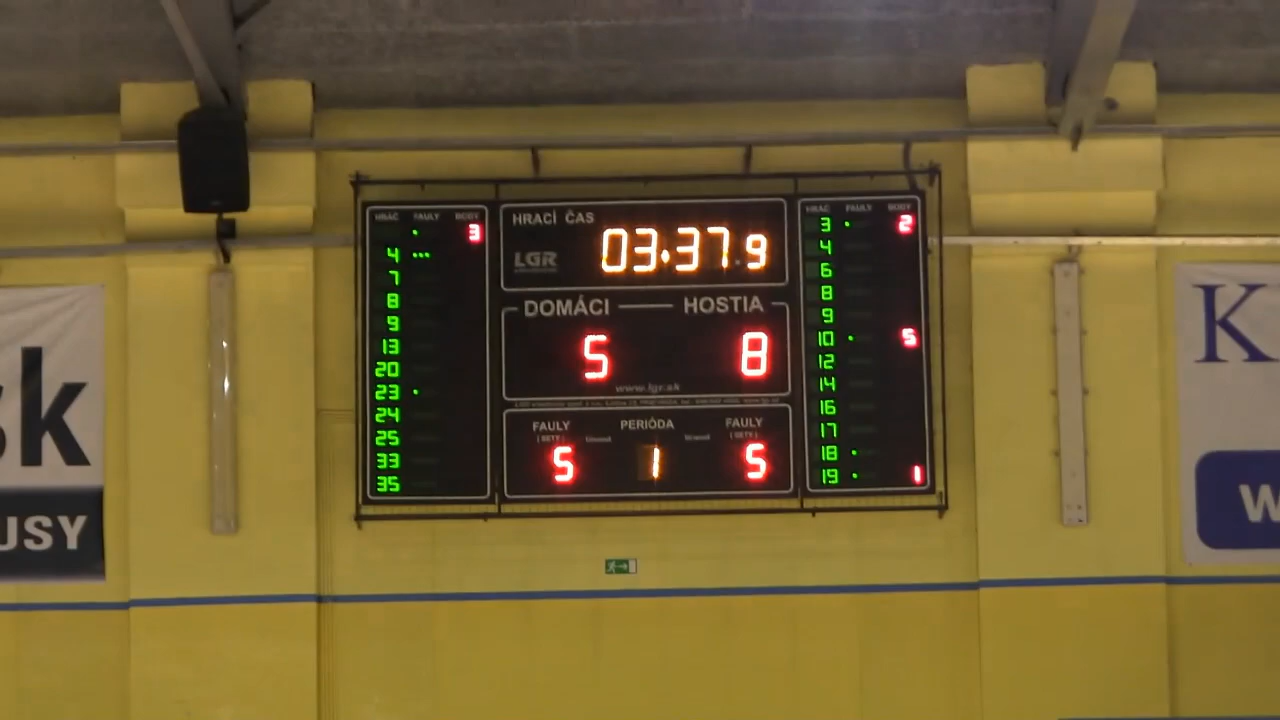 HRÁČ FAULY BODY
3
4
7
8
9
13
20
23
24
25
33
35
HRACÍ ČAS
03:37.9
LGR
DOMÁCI HOSTIA
5 8
www.lgr.sk
FAULY PERIÓDA FAULY
( SETY ) ( SETY )
5 1 5
HRÁČ FAULY BODY
3 2
4
6
8
9
10 5
12
14
16
17
18
19 1
sk
USY
K
W